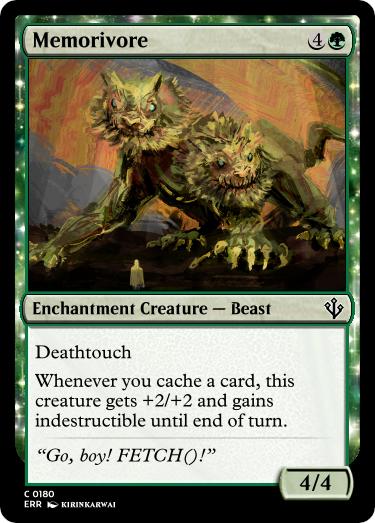 Memorivore 4
Enchantment Creature — Beast
Deathtouch
Whenever you cache a card, this
creature gets +2/+2 and gains
indestructible until end of turn.
“Go, boy! FETCH()!”
4/4
C 0180
ERR KIRINKARWAI